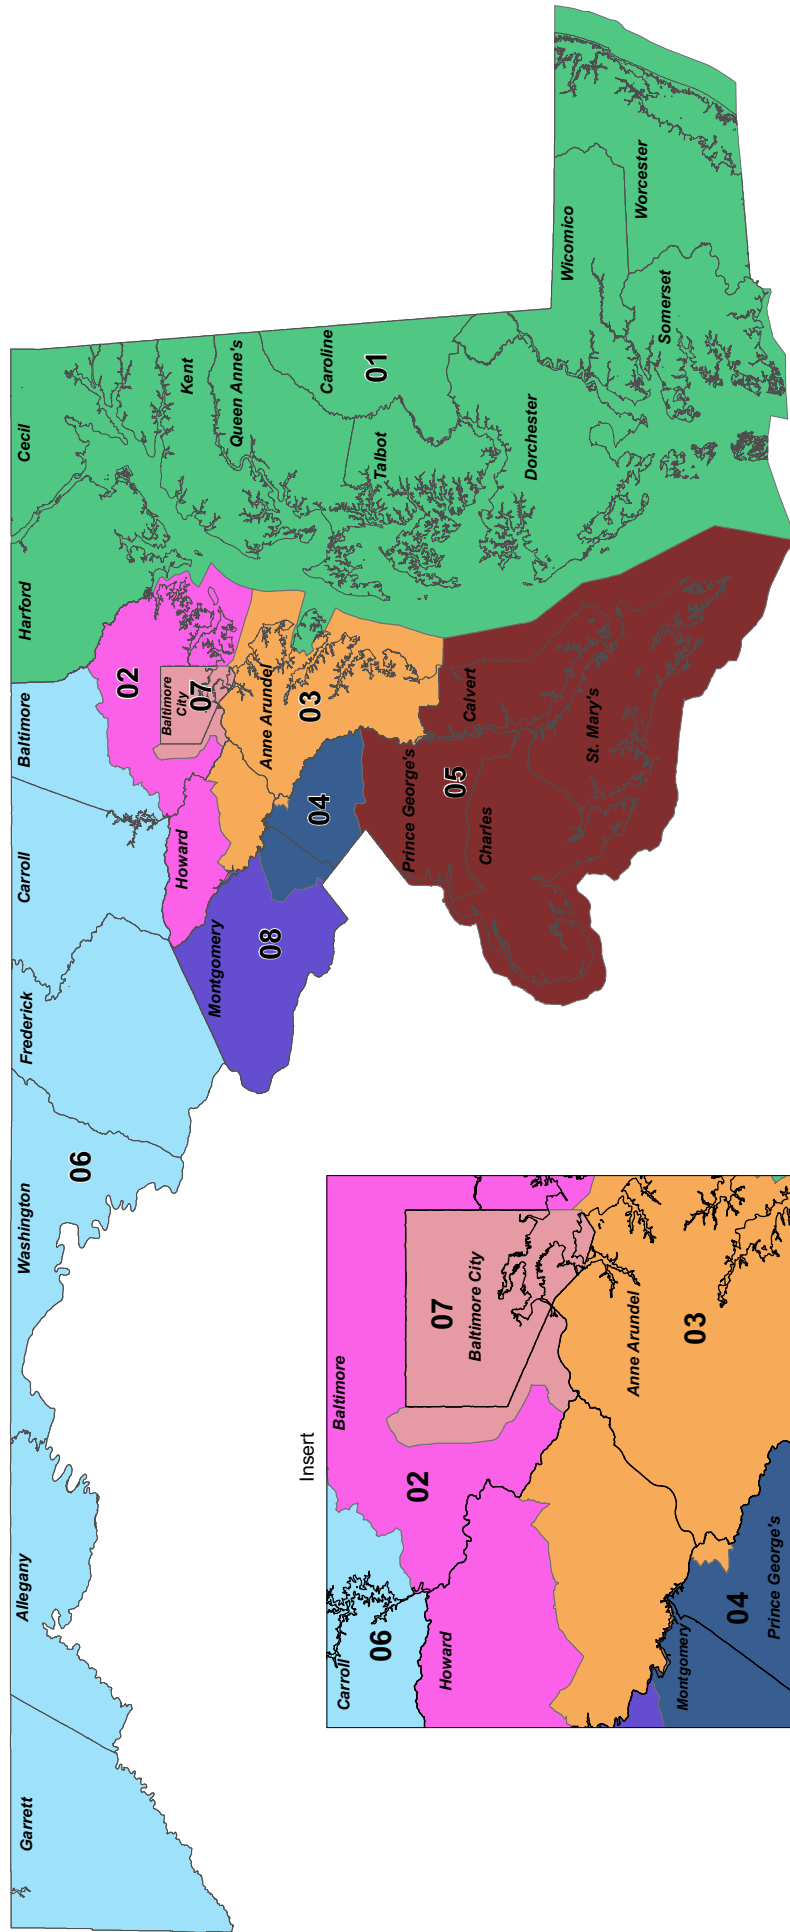 Garrett
Allegany
Washington
06
Frederick
Carroll
Baltimore
Harford
Cecil
Kent
Queen Anne's
Caroline
01
Talbot
Dorchester
Wicomico
Worcester
Somerset
02
Baltimore
City
07
Howard
Anne Arundel
03
Montgomery
08
04
Prince George's
05
Calvert
Charles
St. Mary's
Insert
Carroll
06
Baltimore
02
07
Baltimore City
Howard
Anne Arundel
03
Montgomery
04
Prince George's